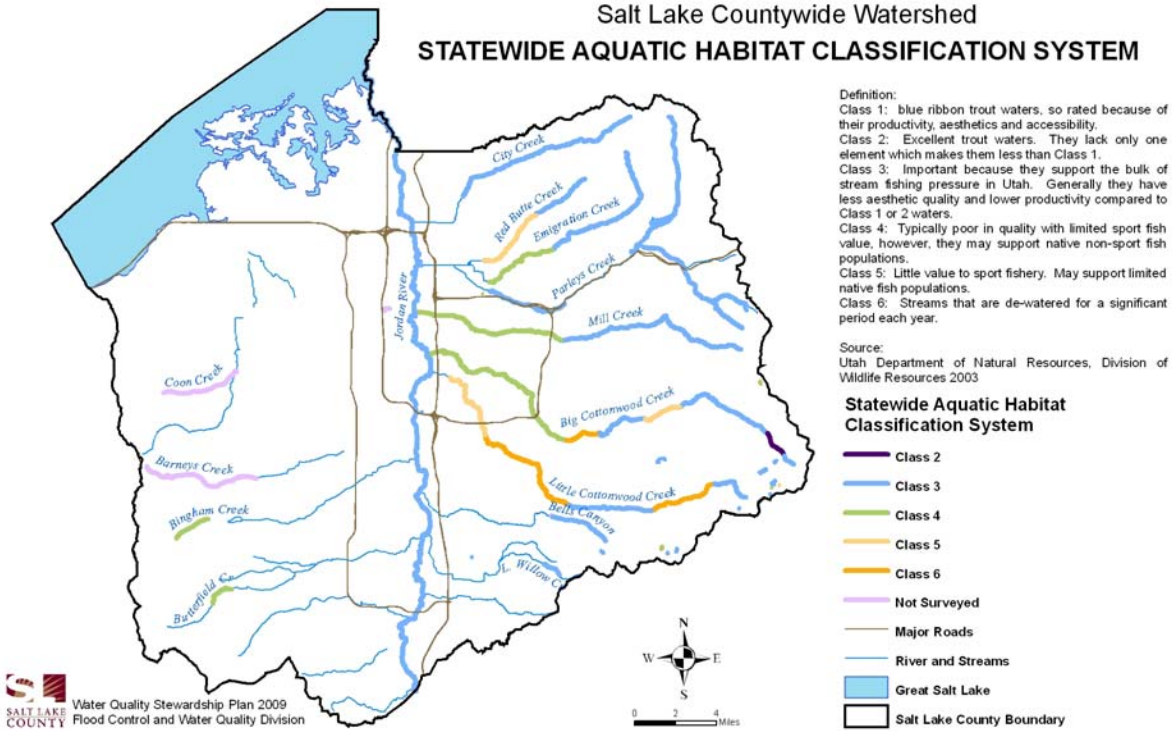 Salt Lake Countywide Watershed
STATEWIDE AQUATIC HABITAT CLASSIFICATION SYSTEM
Definition:
Class 1: blue ribbon trout waters, so rated because of
their productivity, aesthetics and accessibility.
Class 2: Excellent trout waters. They lack only one
element which makes them less than Class 1.
Class 3: Important because they support the bulk of
stream fishing pressure in Utah. Generally they have
less aesthetic quality and lower productivity compared to
Class 1 or 2 waters.
Class 4: Typically poor in quality with limited sport fish
value, however, they may support native non-sport fish
populations.
Class 5: Little value to sport fishery. May support limited
native fish populations.
Class 6: Streams that are de-watered for a significant
period each year.
Source:
Utah Department of Natural Resources, Division of
Wildlife Resources 2003
Statewide Aquatic Habitat
Classification System
Class 2
Class 3
Class 4
Class 5
Class 6
Not Surveyed
Major Roads
River and Streams
Great Salt Lake
Salt Lake County Boundary
City Creek
Red Butte Creek
Emigration Creek
Parleys Creek
Jordan River
Mill Creek
Coon Creek
Big Cottonwood Creek
Barneys Creek
Little Cottonwood Creek
Bingham Creek
Bells Canyon
L. Willow C.
Butterfield C.
N
W E
S
0 2 4
Miles
SL
SALT LAKE
COUNTY
Water Quality Stewardship Plan 2009
Flood Control and Water Quality Division